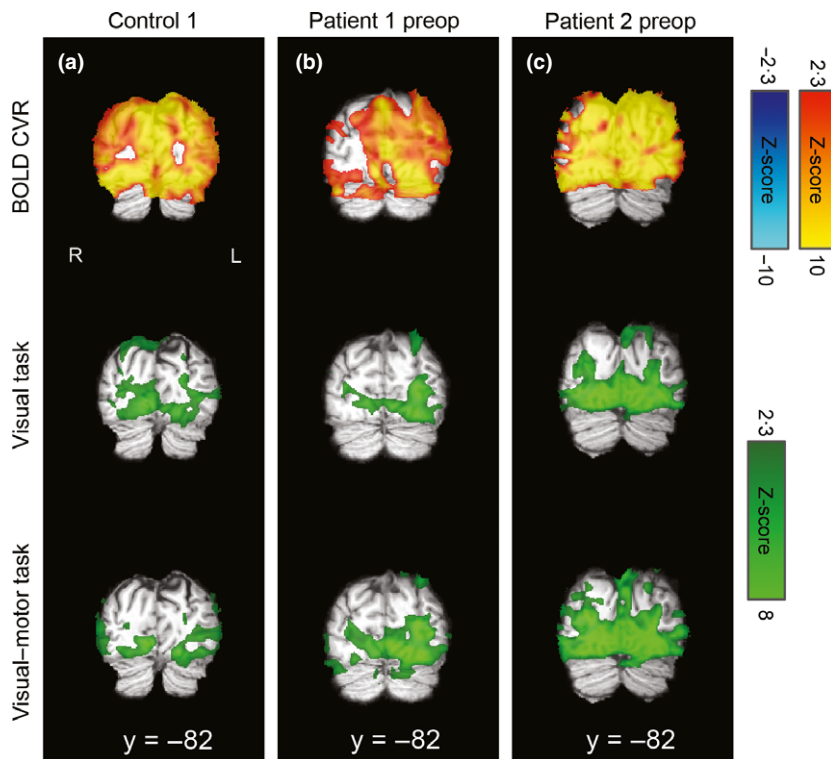 Control 1
Patient 1 preop
Patient 2 preop
(a)
(b)
(c)
BOLD CVR
R
L
Visual task
Visual–motor task
y = –82
y = –82
y = –82
–2·3
Z-score
–10
2·3
Z-score
10
2·3
Z-score
8